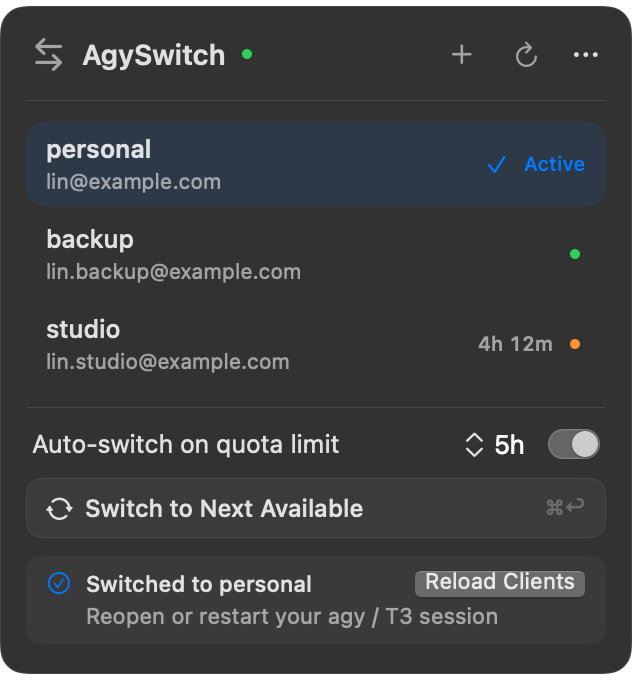 AgySwitch
personal
lin@example.com
Active
backup
lin.backup@example.com
studio
lin.studio@example.com
4h 12m
Auto-switch on quota limit
5h
Switch to Next Available
⌘↩
Switched to personal
Reload Clients
Reopen or restart your agy / T3 session